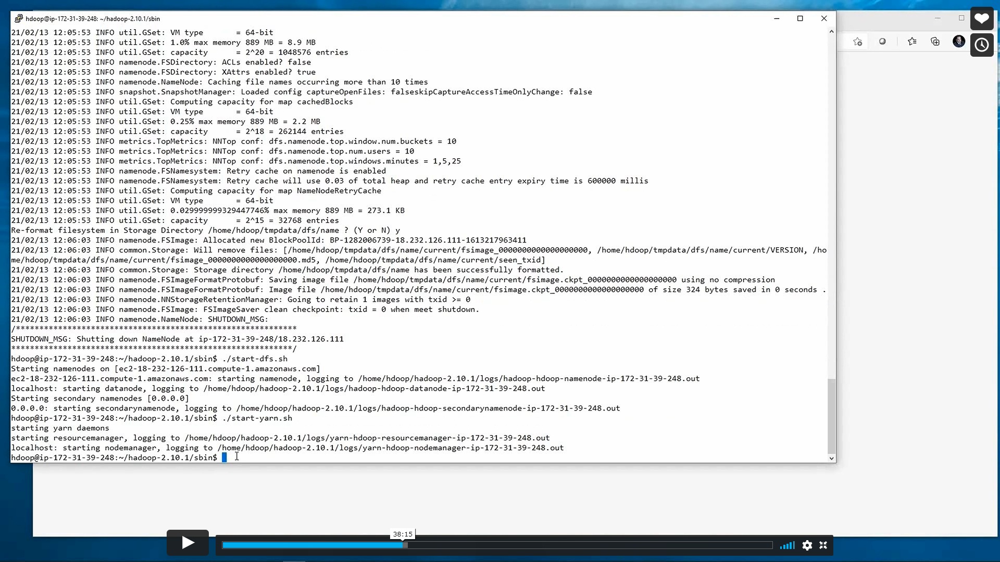 hdoop@ip-172-31-39-248: ~/hadoop-2.10.1/sbin
21/02/13 12:05:53 INFO util.GSet: VM type       = 64-bit
21/02/13 12:05:53 INFO util.GSet: 1.0% max memory 889 MB = 8.9 MB
21/02/13 12:05:53 INFO util.GSet: capacity      = 2^20 = 1048576 entries
21/02/13 12:05:53 INFO namenode.FSDirectory: ACLs enabled? false
21/02/13 12:05:53 INFO namenode.FSDirectory: XAttrs enabled? true
21/02/13 12:05:53 INFO namenode.NameNode: Caching file names occurring more than 10 times
21/02/13 12:05:53 INFO snapshot.SnapshotManager: Loaded config captureOpenFiles: falseskipCaptureAccessTimeOnlyChange: false
21/02/13 12:05:53 INFO util.GSet: Computing capacity for map cachedBlocks
21/02/13 12:05:53 INFO util.GSet: VM type       = 64-bit
21/02/13 12:05:53 INFO util.GSet: 0.25% max memory 889 MB = 2.2 MB
21/02/13 12:05:53 INFO util.GSet: capacity      = 2^18 = 262144 entries
21/02/13 12:05:53 INFO metrics.TopMetrics: NNTop conf: dfs.namenode.top.window.num.buckets = 10
21/02/13 12:05:53 INFO metrics.TopMetrics: NNTop conf: dfs.namenode.top.num.users = 10
21/02/13 12:05:53 INFO metrics.TopMetrics: NNTop conf: dfs.namenode.top.windows.minutes = 1,5,25
21/02/13 12:05:53 INFO namenode.FSNamesystem: Retry cache on namenode is enabled
21/02/13 12:05:53 INFO namenode.FSNamesystem: Retry cache will use 0.03 of total heap and retry cache entry expiry time is 600000 millis
21/02/13 12:05:53 INFO util.GSet: Computing capacity for map NameNodeRetryCache
21/02/13 12:05:53 INFO util.GSet: VM type       = 64-bit
21/02/13 12:05:53 INFO util.GSet: 0.029999999329447746% max memory 889 MB = 273.1 KB
21/02/13 12:05:53 INFO util.GSet: capacity      = 2^15 = 32768 entries
Re-format filesystem in Storage Directory /home/hdoop/tmpdata/dfs/name ? (Y or N) y
21/02/13 12:06:03 INFO namenode.FSImage: Allocated new BlockPoolId: BP-1282006739-18.232.126.111-1613217963411
21/02/13 12:06:03 INFO common.Storage: Will remove files: [/home/hdoop/tmpdata/dfs/name/current/fsimage_0000000000000000000, /home/hdoop/tmpdata/dfs/name/current/VERSION, /ho
me/hdoop/tmpdata/dfs/name/current/fsimage_0000000000000000000.md5, /home/hdoop/tmpdata/dfs/name/current/seen_txid]
21/02/13 12:06:03 INFO common.Storage: Storage directory /home/hdoop/tmpdata/dfs/name has been successfully formatted.
21/02/13 12:06:03 INFO namenode.FSImageFormatProtobuf: Saving image file /home/hdoop/tmpdata/dfs/name/current/fsimage.ckpt_0000000000000000000 using no compression
21/02/13 12:06:03 INFO namenode.FSImageFormatProtobuf: Image file /home/hdoop/tmpdata/dfs/name/current/fsimage.ckpt_0000000000000000000 of size 324 bytes saved in 0 seconds .
21/02/13 12:06:03 INFO namenode.NNStorageRetentionManager: Going to retain 1 images with txid >= 0
21/02/13 12:06:03 INFO namenode.FSImage: FSImageSaver clean checkpoint: txid = 0 when meet shutdown.
21/02/13 12:06:03 INFO namenode.NameNode: SHUTDOWN_MSG:
/************************************************************
SHUTDOWN_MSG: Shutting down NameNode at ip-172-31-39-248/18.232.126.111
************************************************************/
hdoop@ip-172-31-39-248:~/hadoop-2.10.1/sbin$ ./start-dfs.sh
Starting namenodes on [ec2-18-232-126-111.compute-1.amazonaws.com]
ec2-18-232-126-111.compute-1.amazonaws.com: starting namenode, logging to /home/hdoop/hadoop-2.10.1/logs/hadoop-hdoop-namenode-ip-172-31-39-248.out
localhost: starting datanode, logging to /home/hdoop/hadoop-2.10.1/logs/hadoop-hdoop-datanode-ip-172-31-39-248.out
Starting secondary namenodes [0.0.0.0]
0.0.0.0: starting secondarynamenode, logging to /home/hdoop/hadoop-2.10.1/logs/hadoop-hdoop-secondarynamenode-ip-172-31-39-248.out
hdoop@ip-172-31-39-248:~/hadoop-2.10.1/sbin$ ./start-yarn.sh
starting yarn daemons
starting resourcemanager, logging to /home/hdoop/hadoop-2.10.1/logs/yarn-hdoop-resourcemanager-ip-172-31-39-248.out
localhost: starting nodemanager, logging to /home/hdoop/hadoop-2.10.1/logs/yarn-hdoop-nodemanager-ip-172-31-39-248.out
hdoop@ip-172-31-39-248:~/hadoop-2.10.1/sbin$
38:15